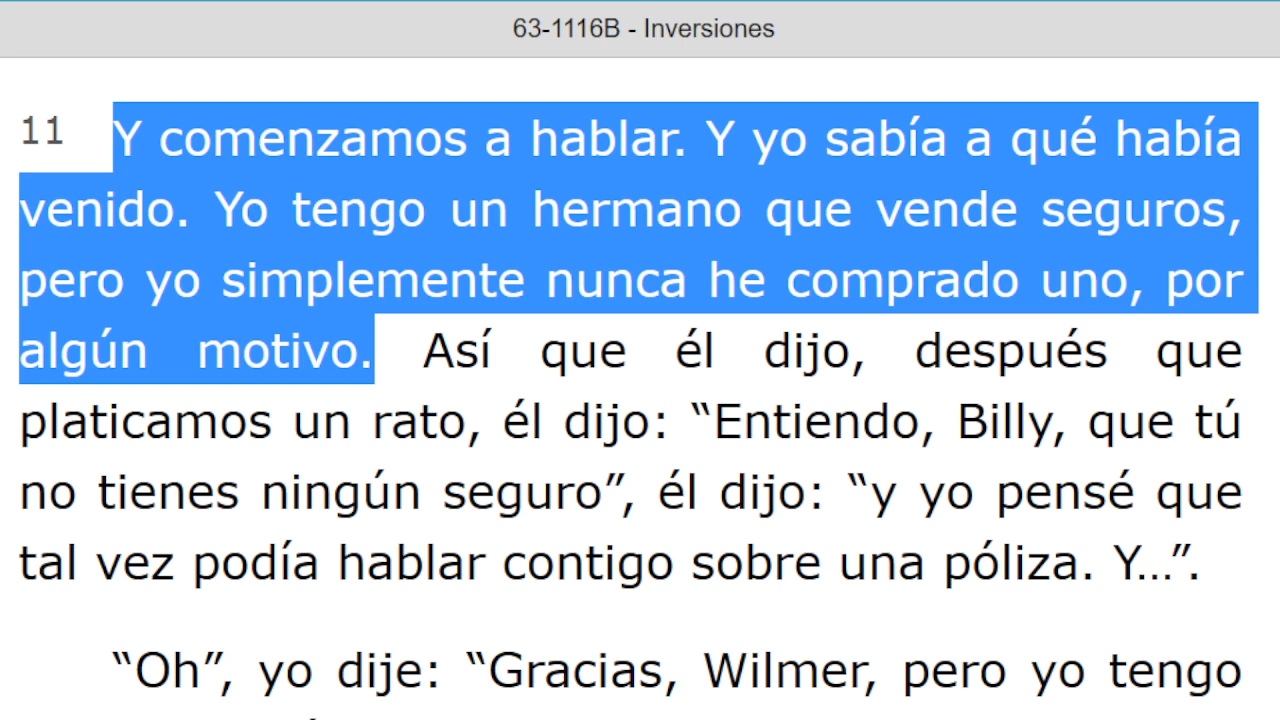 63-1116B - Inversiones
11 Y comenzamos a hablar. Y yo sabía a qué había
venido. Yo tengo un hermano que vende seguros,
pero yo simplemente nunca he comprado uno, por
algún motivo. Así que él dijo, después que
platicamos un rato, él dijo: “Entiendo, Billy, que tú
no tienes ningún seguro”, él dijo: “y yo pensé que
tal vez podía hablar contigo sobre una póliza. Y...”.
“Oh”, yo dije: “Gracias, Wilmer, pero yo tengo